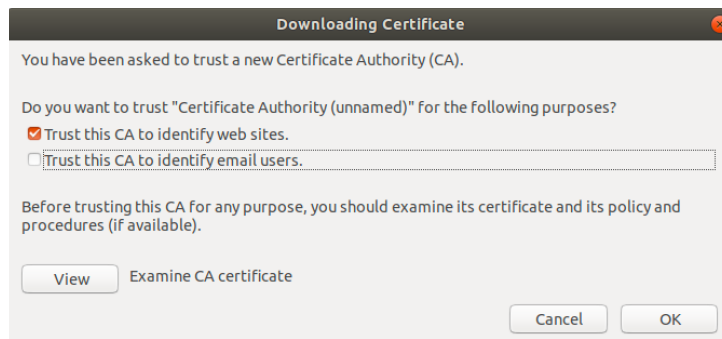 Downloading Certificate
You have been asked to trust a new Certificate Authority (CA).
Do you want to trust "Certificate Authority (unnamed)" for the following purposes?
Trust this CA to identify web sites.
Trust this CA to identify email users.
Before trusting this CA for any purpose, you should examine its certificate and its policy and
procedures (if available).
View Examine CA certificate
Cancel OK